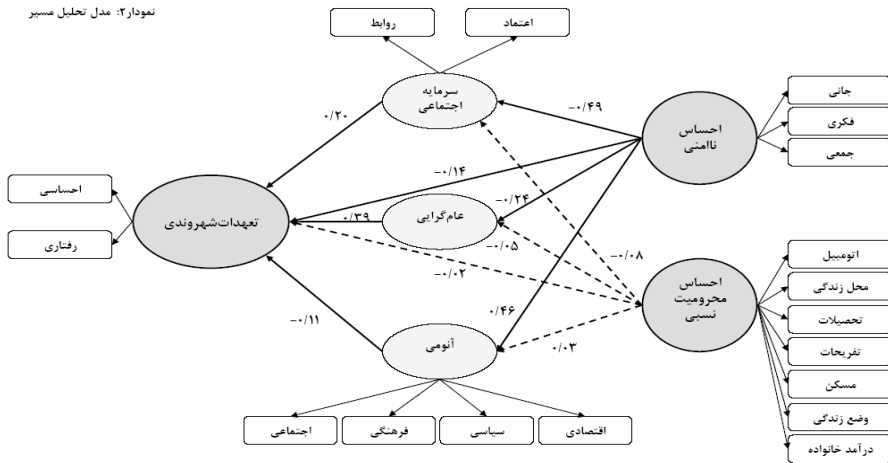 نمودار۲: مدل تحلیل مسیر
اعتماد
روابط
سرمایه
اجتماعی
احساس
ناامنی
جانی
فکری
جمعی
−۰/۴۹
۰/۲۰
−۰/۱۴
−۰/۲۴
احساسی
رفتاری
تعهدات‌شهروندی
۰/۳۹
عام‌گرایی
−۰/۰۵
−۰/۰۸
−۰/۰۲
احساس
محرومیت
نسبی
اتومبیل
محل زندگی
تحصیلات
تفریحات
مسکن
وضع زندگی
درآمد خانواده
۰/۴۶
۰/۰۳
−۰/۱۱
آنومی
اقتصادی
سیاسی
فرهنگی
اجتماعی